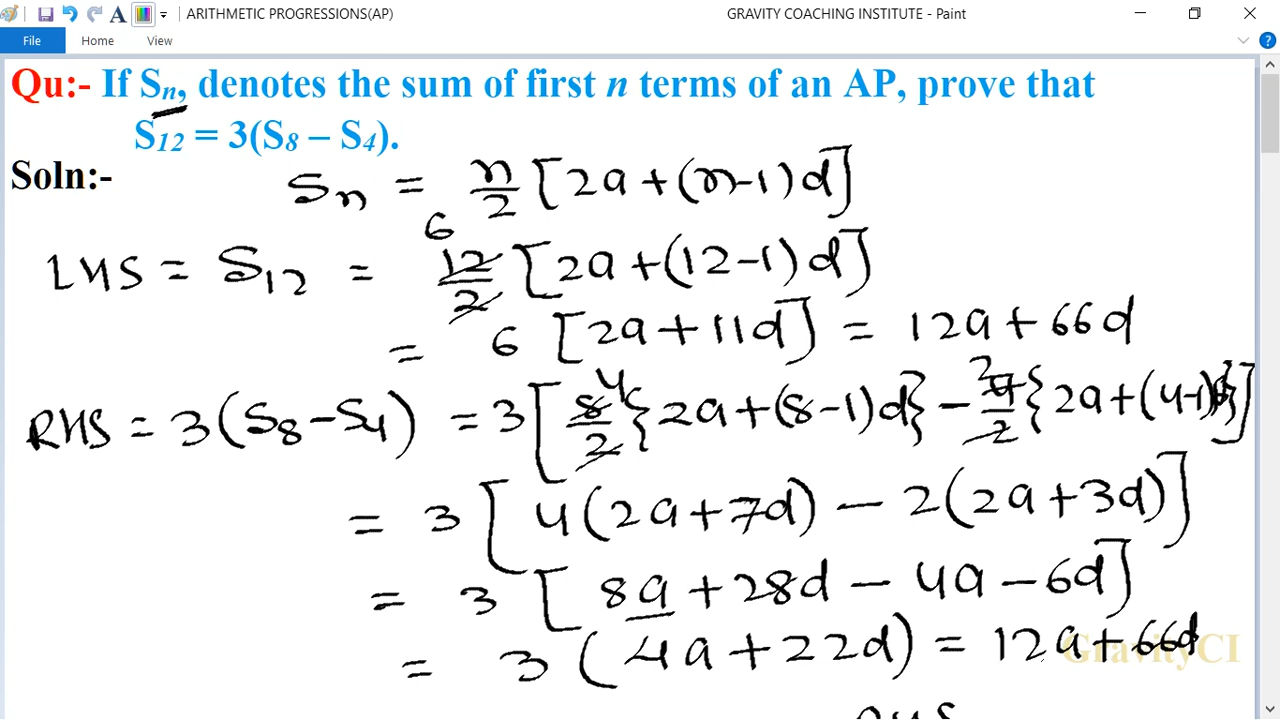 ARITHMETIC PROGRESSIONS(AP) GRAVITY COACHING INSTITUTE - Paint
File Home View
Qu:- If Sn, denotes the sum of first n terms of an AP, prove that
S12 = 3(S8 – S4).
Soln:- Sn = n/2 [2a + (n-1)d]
6
LHS = S12 = 12/2 [2a + (12-1)d]
= 6 [2a + 11d] = 12a + 66d
RHS = 3(S8 - S4) = 3 [8/2 4 {2a + (8-1)d} - 4/2 2 {2a + (4-1)d}]
= 3 [4(2a + 7d) - 2(2a + 3d)]
= 3 [8a + 28d - 4a - 6d]
= 3 (4a + 22d) = 12a + 66d
GravityCI